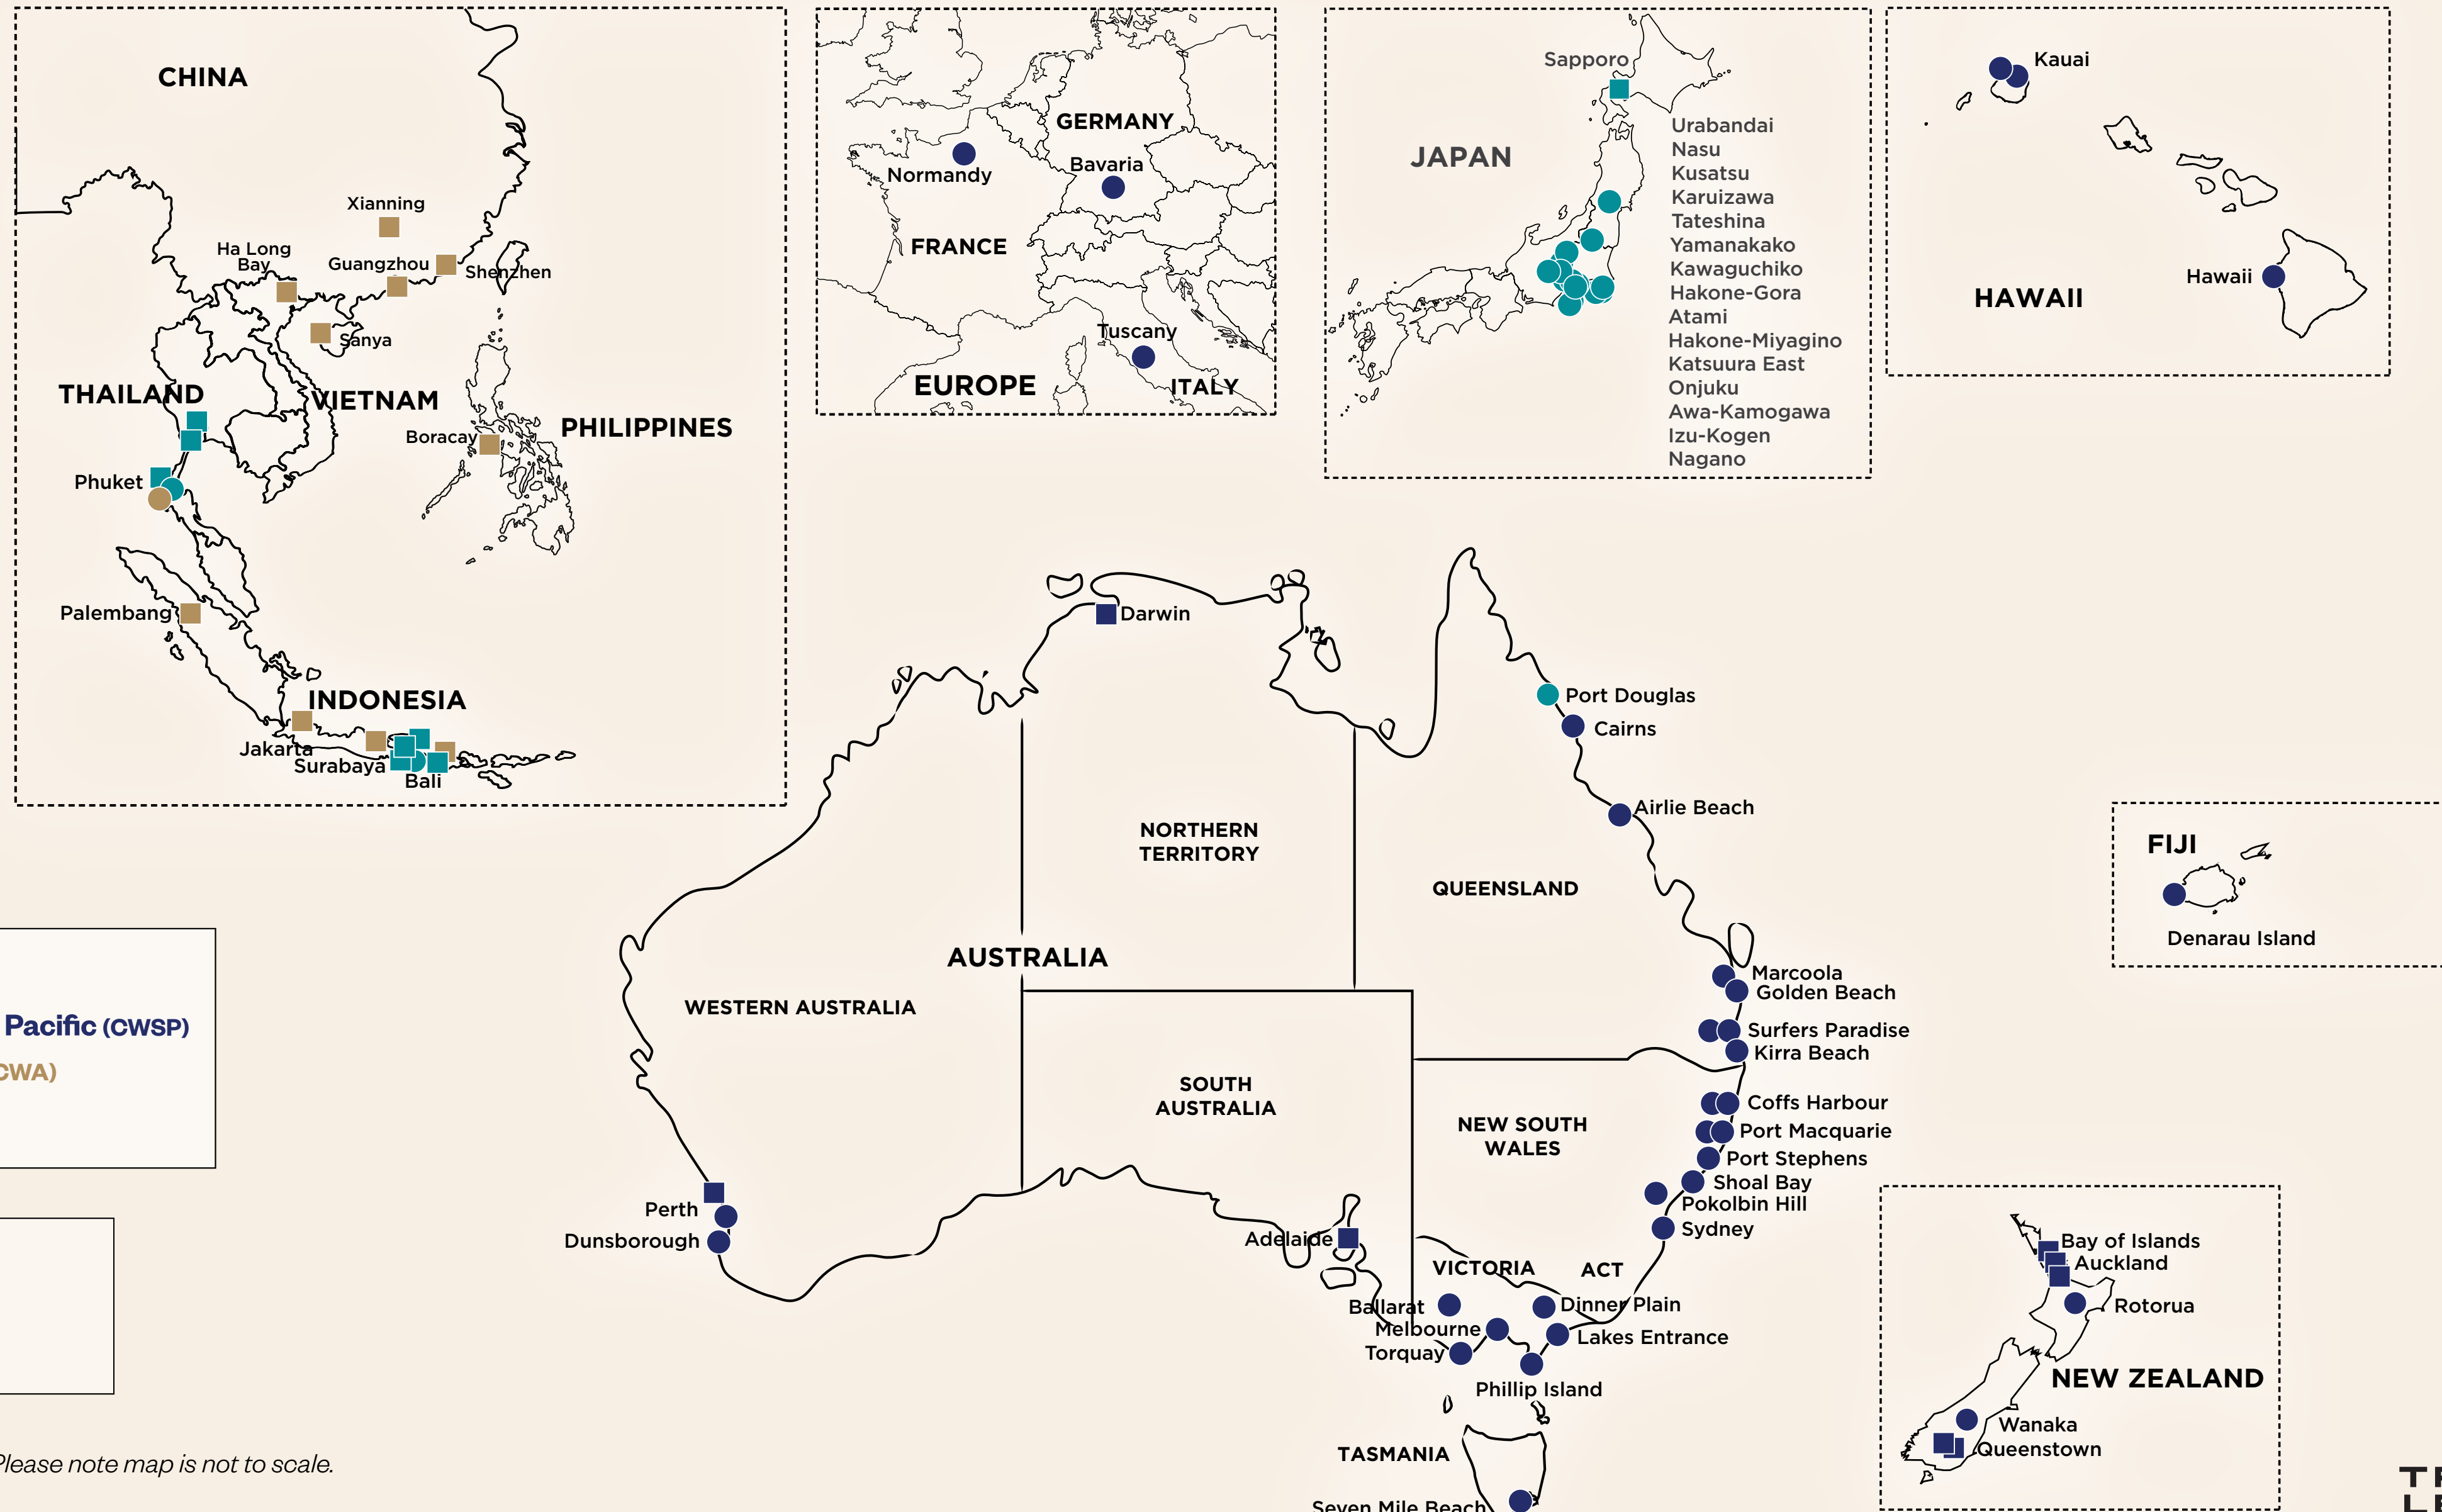 CHINA
Xianning
Ha Long
Bay
Guangzhou
Shenzhen
Sanya
THAILAND
VIETNAM
PHILIPPINES
Boracay
Phuket
Palembang
INDONESIA
Jakarta
Surabaya
Bali
GERMANY
Normandy
Bavaria
FRANCE
Tuscany
EUROPE
ITALY
Sapporo
JAPAN
Urabandai
Nasu
Kusatsu
Karuizawa
Tateshina
Yamanakako
Kawaguchiko
Hakone-Gora
Atami
Hakone-Miyagino
Katsuura East
Onjuku
Awa-Kamogawa
Izu-Kogen
Nagano
Kauai
Hawaii
HAWAII
Darwin
Port Douglas
Cairns
Airlie Beach
NORTHERN
TERRITORY
QUEENSLAND
AUSTRALIA
WESTERN AUSTRALIA
Marcoola
Golden Beach
Surfers Paradise
Kirra Beach
SOUTH
AUSTRALIA
NEW SOUTH
WALES
Coffs Harbour
Port Macquarie
Port Stephens
Shoal Bay
Pokolbin Hill
Sydney
Perth
Dunsborough
Adelaide
VICTORIA
ACT
Ballarat
Dinner Plain
Melbourne
Lakes Entrance
Torquay
Phillip Island
TASMANIA
Seven Mile Beach
FIJI
Denarau Island
Bay of Islands
Auckland
Rotorua
NEW ZEALAND
Wanaka
Queenstown
Pacific (CWSP)
CWA)
Please note map is not to scale.